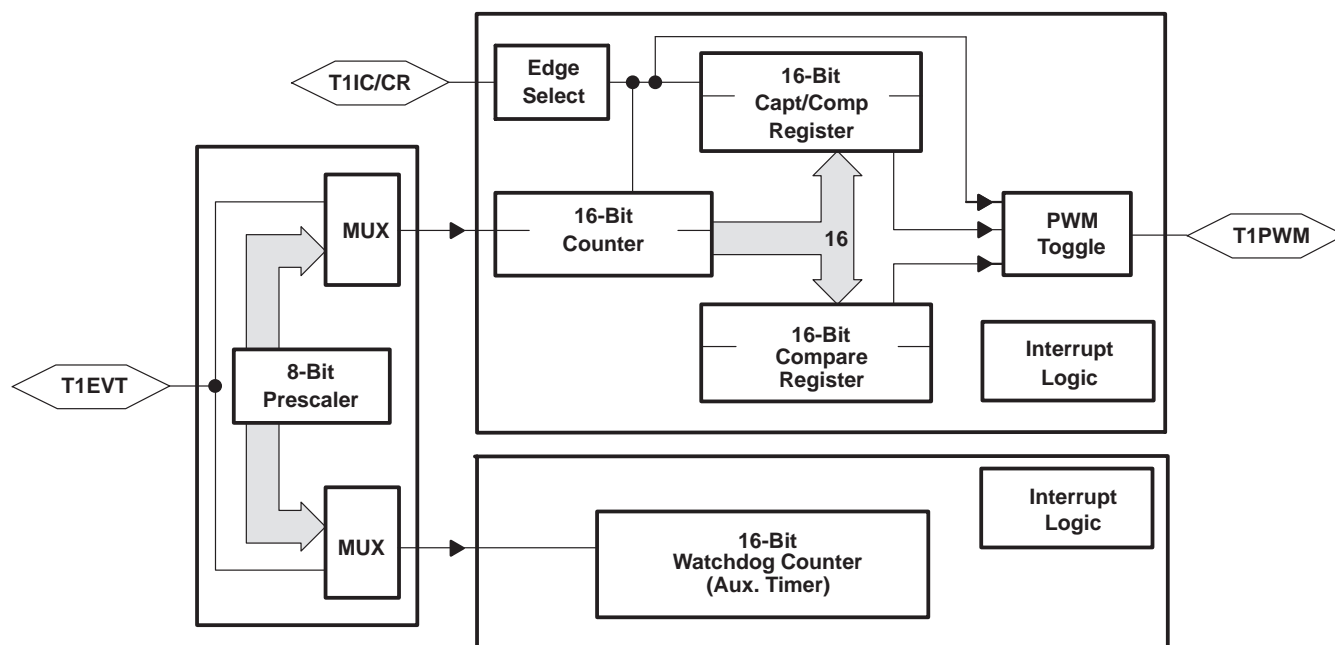 T1IC/CR
Edge
Select
16-Bit
Capt/Comp
Register
MUX
16-Bit
Counter
16
PWM
Toggle
T1PWM
16-Bit
Compare
Register
Interrupt
Logic
T1EVT
8-Bit
Prescaler
MUX
16-Bit
Watchdog Counter
(Aux. Timer)
Interrupt
Logic